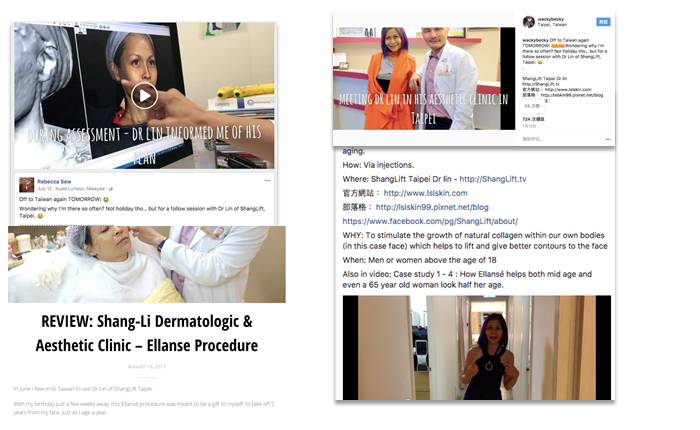 DURING ASSESSMENT - DR LIN INFORMED ME OF HIS
PLAN
Rebecca Saw
July 12 · Kuala Lumpur, Malaysia
Off to Taiwan again TOMORROW!
Wondering why I'm there so often? Not holiday tho... but for a follow session with Dr Lin of ShangLift,
Taipei.
REVIEW: Shang-Li Dermatologic &
Aesthetic Clinic – Ellanse Procedure
AUGUST 16, 2017
In June I flew in to Taiwan to see Dr Lin of ShangLift Taipei
With my birthday just a few weeks away, this Ellansé procedure was meant to be a gift to myself, to take off 5
years from my face, just as I age a year.
MEETING DR LIN IN HIS AESTHETIC CLINIC IN
TAIPEI
wackybecky
Taipei, Taiwan
wackybecky Off to Taiwan again
TOMORROW! Wondering why I'm
there so often? Not holiday tho... but for
a follow session with Dr Lin of ShangLift,
Taipei.
ShangLift Taipei Dr lin
http://ShangLift.tv
官方網站： http://www.lslskin.com
部落格： http://lslskin99.pixnet.net/blog
724 次觀看
aging.
How: Via injections.
Where: ShangLift Taipei Dr lin - http://ShangLift.tv
官方網站： http://www.lslskin.com
部落格： http://lslskin99.pixnet.net/blog
https://www.facebook.com/pg/ShangLift/about/
WHY: To stimulate the growth of natural collagen within our own bodies
(in this case face) which helps to lift and give better contours to the face
When: Men or women above the age of 18
Also in video: Case study 1 - 4 : How Ellansé helps both mid age and
even a 65 year old woman look half her age.